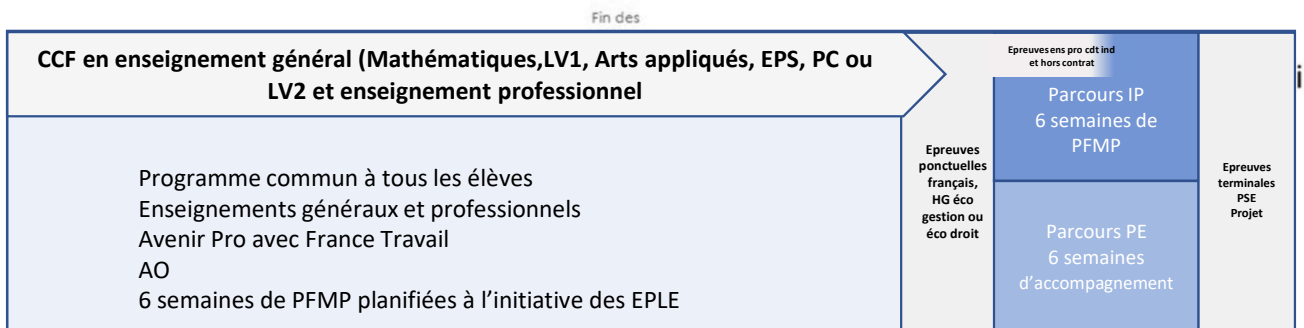 Fin des
CCF en enseignement général (Mathématiques,LV1, Arts appliqués, EPS, PC ou
LV2 et enseignement professionnel
Programme commun à tous les élèves
Enseignements généraux et professionnels
Avenir Pro avec France Travail
AO
6 semaines de PFMP planifiées à l’initiative des EPLE
Epreuves
ponctuelles
français,
HG éco
gestion ou
éco droit
Epreuves ens pro cdt ind
et hors contrat
Parcours IP
6 semaines de
PFMP
Parcours PE
6 semaines
d’accompagnement
Epreuves
terminales
PSE
Projet
i